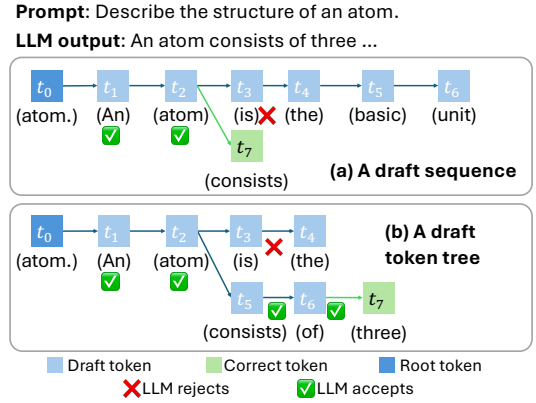 Prompt: Describe the structure of an atom.
LLM output: An atom consists of three ...
t0 t1 t2 t3 t4 t5 t6
(atom.) (An) (atom) (is) (the) (basic) (unit)
t7
(consists)
(a) A draft sequence
t0 t1 t2 t3 t4
(atom.) (An) (atom) (is) (the)
(b) A draft
token tree
t5 t6 t7
(consists) (of) (three)
Draft token Correct token Root token
LLM rejects LLM accepts